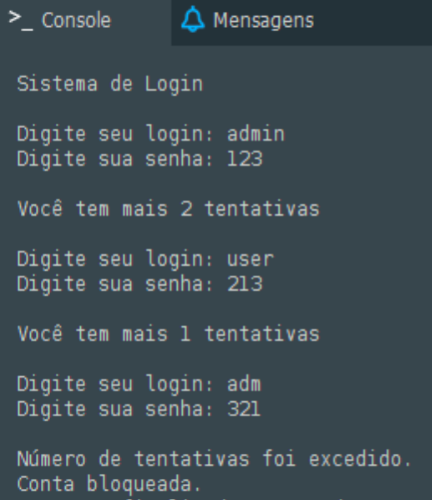 >_ Console
Mensagens
Sistema de Login
Digite seu login: admin
Digite sua senha: 123
Você tem mais 2 tentativas
Digite seu login: user
Digite sua senha: 213
Você tem mais 1 tentativas
Digite seu login: adm
Digite sua senha: 321
Número de tentativas foi excedido.
Conta bloqueada.